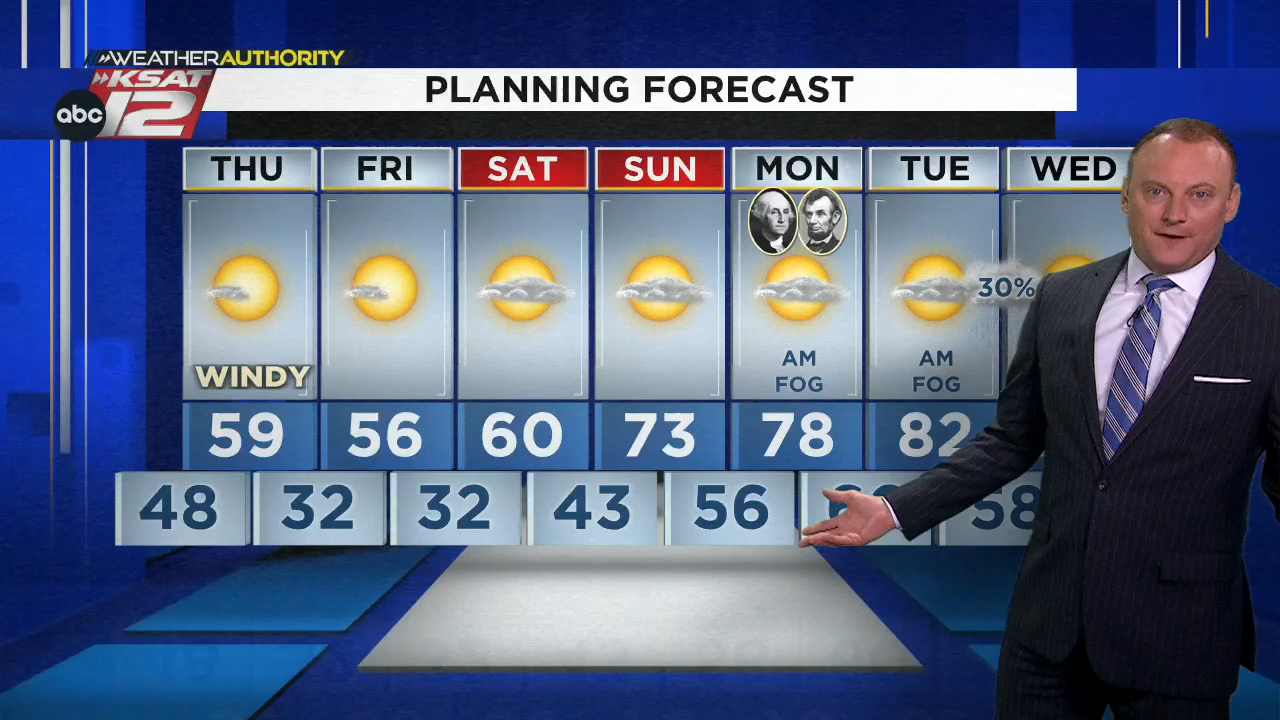 WEATHERAUTHORITY
KSAT
abc 12
PLANNING FORECAST
THU FRI SAT SUN MON TUE WED
30%
WINDY
AM AM
FOG FOG
59 56 60 73 78 82
48 32 32 43 56 58